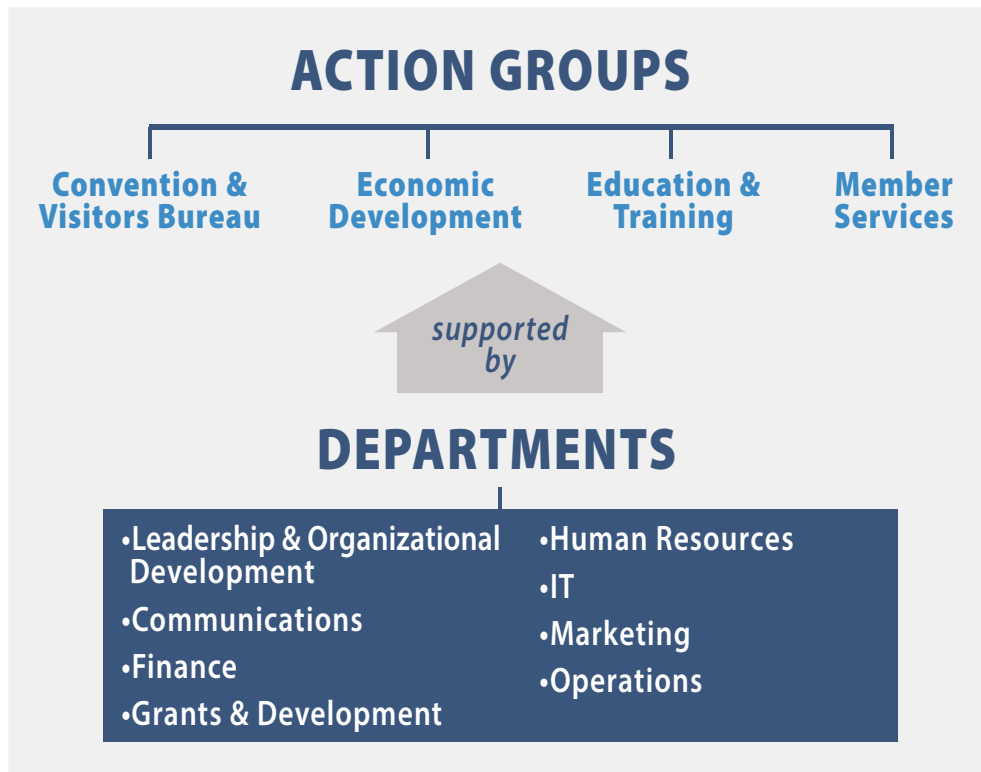 ACTION GROUPS
Convention &
Visitors Bureau
Economic
Development
Education &
Training
Member
Services
supported
by
DEPARTMENTS
•Leadership & Organizational
Development
•Communications
•Finance
•Grants & Development
•Human Resources
•IT
•Marketing
•Operations